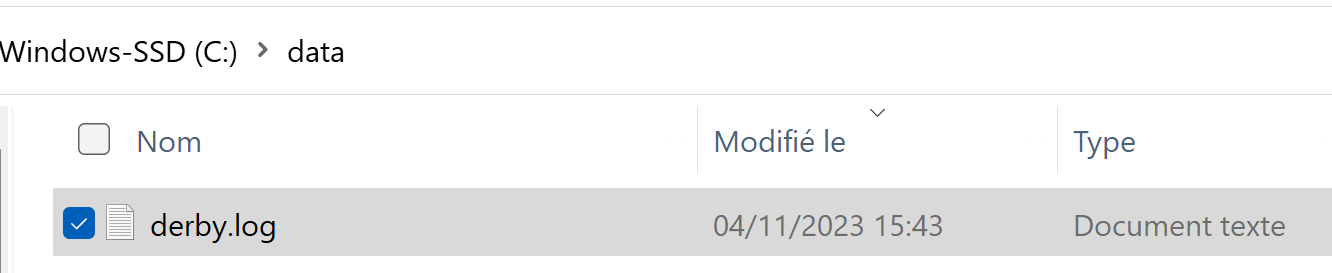 Windows-SSD (C:) > data
Nom Modifié le Type
derby.log 04/11/2023 15:43 Document texte